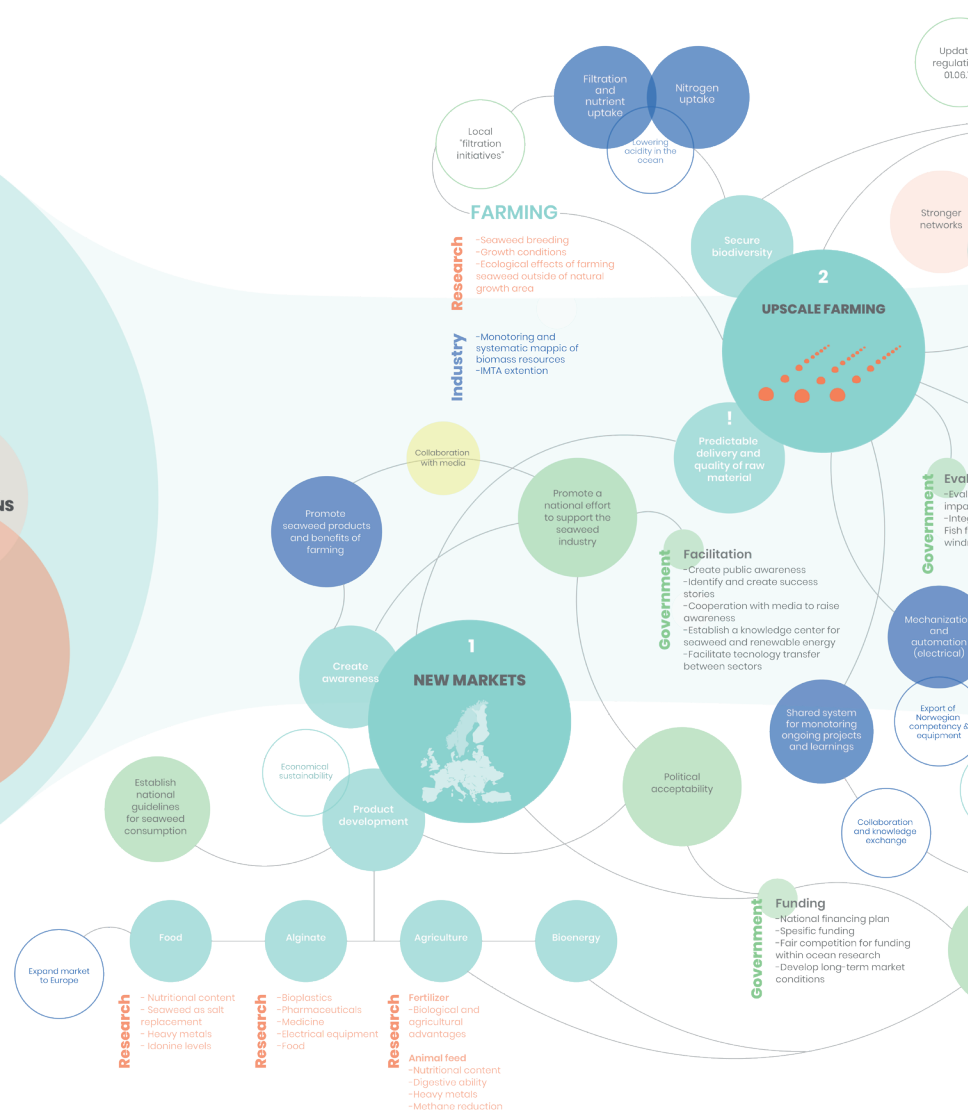 Filtration
and
nutrient
uptake
Nitrogen
uptake
Lowering
acidity in the
ocean
Local
"filtration
initiatives"
01.06.
Stronger
networks
FARMING
Research
-Seaweed breeding
-Growth conditions
-Ecological effects of farming
seaweed outside of natural
growth area
Industry
-Monotoring and
systematic mappic of
biomass resources
-IMTA extention
Secure
biodiversity
2
UPSCALE FARMING
!
Predictable
delivery and
quality of raw
material
Collaboration
with media
Promote
seaweed products
and benefits of
farming
Promote a
national effort
to support the
seaweed
industry
NS
Government
Facilitation
-Create public awareness
-Identify and create success
stories
-Cooperation with media to raise
awareness
-Establish a knowledge center for
seaweed and renewable energy
-Facilitate tecnology transfer
between sectors
Government
Fish
Mechanizatio
and
automation
(electrical)
Export of
Norwegian
competency &
equipment
Create
awareness
1
NEW MARKETS
Economical
sustainability
Product
development
Establish
national
guidelines
for seaweed
consumption
Political
acceptability
Shared system
for monotoring
ongoing projects
and learnings
Collaboration
and knowledge
exchange
Government
Funding
-National financing plan
-Spesific funding
-Fair competition for funding
within ocean research
-Develop long-term market
conditions
Food
Alginate
Agriculture
Bioenergy
Expand market
to Europe
Research
- Nutritional content
- Seaweed as salt
replacement
- Heavy metals
- Idonine levels
Research
-Bioplastics
-Pharmaceuticals
-Medicine
-Electrical equipment
-Food
Research
Fertilizer
-Biological and
agricultural
advantages
Animal feed
-Nutritional content
-Digestive ability
-Heavy metals
-Methane reduction